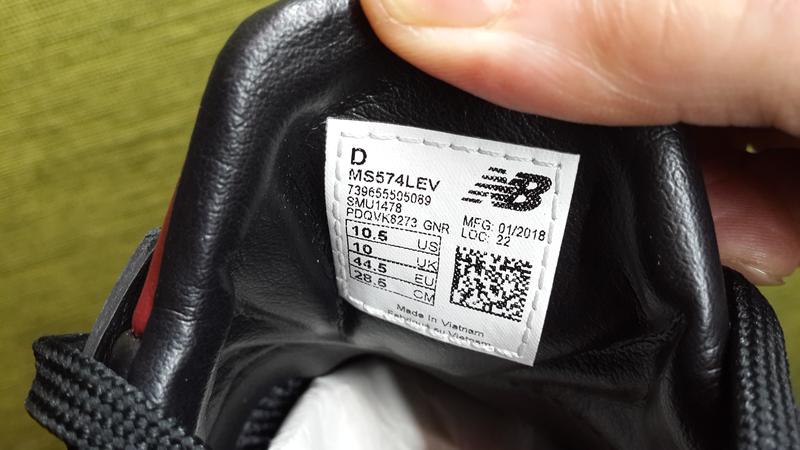 D
MS574LEV
739655505089
SMU1478
PDQVK8273 GNR
NB
MFG: 01/2018
LOC: 22
10.5 US
10 UK
44.5 EU
28.5 CM
Made in Vietnam
Fabriqué au Vietnam